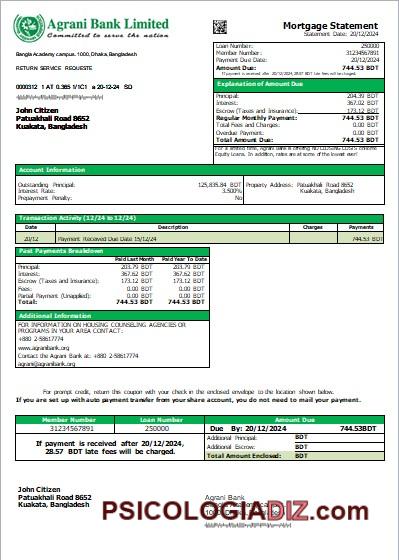 Agrani Bank Limited
Committed to serve the nation
Mortgage Statement
Statement Date: 20/12/2024
Bangla Academy campus. 1000, Dhaka, Bangladesh
RETURN SERVICE REQUESTE
Loan Number: 250000
Member Number: 31234567891
Payment Due Date: 20/12/2024
Amount Due: 744.53 BDT
If payment is received after 20/12/2024, 28.57 BDT late fees will be charged.
0000312 1 AT 0.365 1/1C1 a 20-12-24 SD
John Citizen
Patuakhali Road 8652
Kuakata, Bangladesh
Explanation of Amount Due
Principal: 204.39 BDT
Interest: 367.02 BDT
Escrow (Taxes and Insurance): 173.12 BDT
Regular Monthly Payment: 744.53 BDT
Total Fees and Charges: 0.00 BDT
Overdue Payment: 0.00 BDT
Total Amount Due: 744.53 BDT
For a limited time, Agrani Bank is offering NO CLOSING COSTS on Home
Equity Loans. In addition, rates are at some of the lowest ever!
Account Information
Outstanding Principal: 125,835.84 BDT
Interest Rate: 3.500%
Prepayment Penalty: No
Property Address: Patuakhali Road 8652
Kuakata, Bangladesh
Transaction Activity (12/24 to 12/24)
Date Description Charges Payments
20/12 Payment Received Due Date 15/12/24 744.53 BDT
Past Payments Breakdown
Paid Last Month Paid Year To Date
Principal: 203.79 BDT 203.79 BDT
Interest: 367.62 BDT 367.62 BDT
Escrow (Taxes and Insurance): 173.12 BDT 173.12 BDT
Fees: 0.00 BDT 0.00 BDT
Partial Payment (Unapplied): 0.00 BDT 0.00 BDT
Total: 744.53 BDT 744.53 BDT
Additional Information
FOR INFORMATION ON HOUSING COUNSELING AGENCIES OR
PROGRAMS IN YOUR AREA CONTACT:
+880 2-58617774
www.agranibank.org
Contact the Agrani Bank at: +880 2-58617774
agrani@agranibank.org
For prompt credit, return this coupon with your check in the enclosed envelope to the location shown below.
If you are set up with automatic payment transfer from your share account, you do not need to mail your payment.
Member Number Loan Number Amount Due
31234567891 250000 Due By: 20/12/2024 744.53BDT
If payment is received after 20/12/2024,
28.57 BDT late fees will be charged.
Additional Principal: BDT
Additional Escrow: BDT
Total Amount Enclosed: BDT
John Citizen
Patuakhali Road 8652
Kuakata, Bangladesh
Agrani Bank
PSICOLOGIADIZ.com